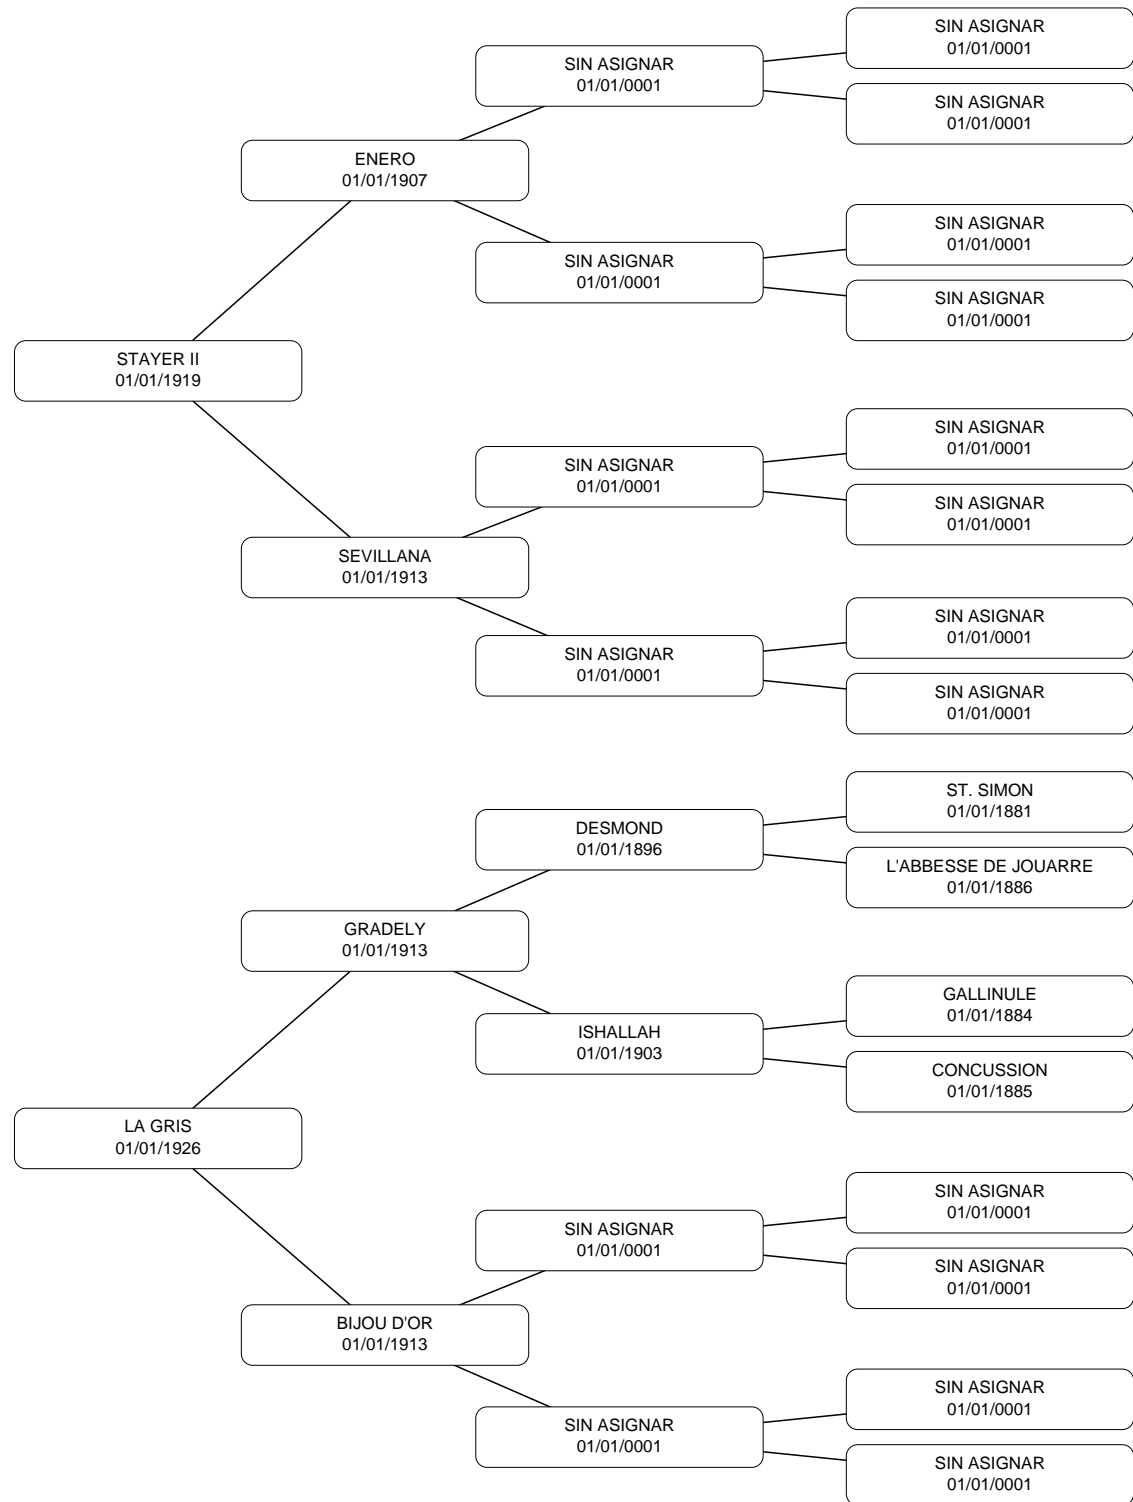 SIN ASIGNAR
01/01/0001
SIN ASIGNAR
01/01/0001
SIN ASIGNAR
01/01/0001
ENERO
01/01/1907
SIN ASIGNAR
01/01/0001
SIN ASIGNAR
01/01/0001
SIN ASIGNAR
01/01/0001
STAYER II
01/01/1919
SIN ASIGNAR
01/01/0001
SIN ASIGNAR
01/01/0001
SIN ASIGNAR
01/01/0001
SEVILLANA
01/01/1913
SIN ASIGNAR
01/01/0001
SIN ASIGNAR
01/01/0001
SIN ASIGNAR
01/01/0001
ST. SIMON
01/01/1881
DESMOND
01/01/1896
L'ABBESSE DE JOUARRE
01/01/1886
GRADELY
01/01/1913
GALLINULE
01/01/1884
ISHALLAH
01/01/1903
CONCUSSION
01/01/1885
LA GRIS
01/01/1926
SIN ASIGNAR
01/01/0001
SIN ASIGNAR
01/01/0001
SIN ASIGNAR
01/01/0001
BIJOU D'OR
01/01/1913
SIN ASIGNAR
01/01/0001
SIN ASIGNAR
01/01/0001
SIN ASIGNAR
01/01/0001